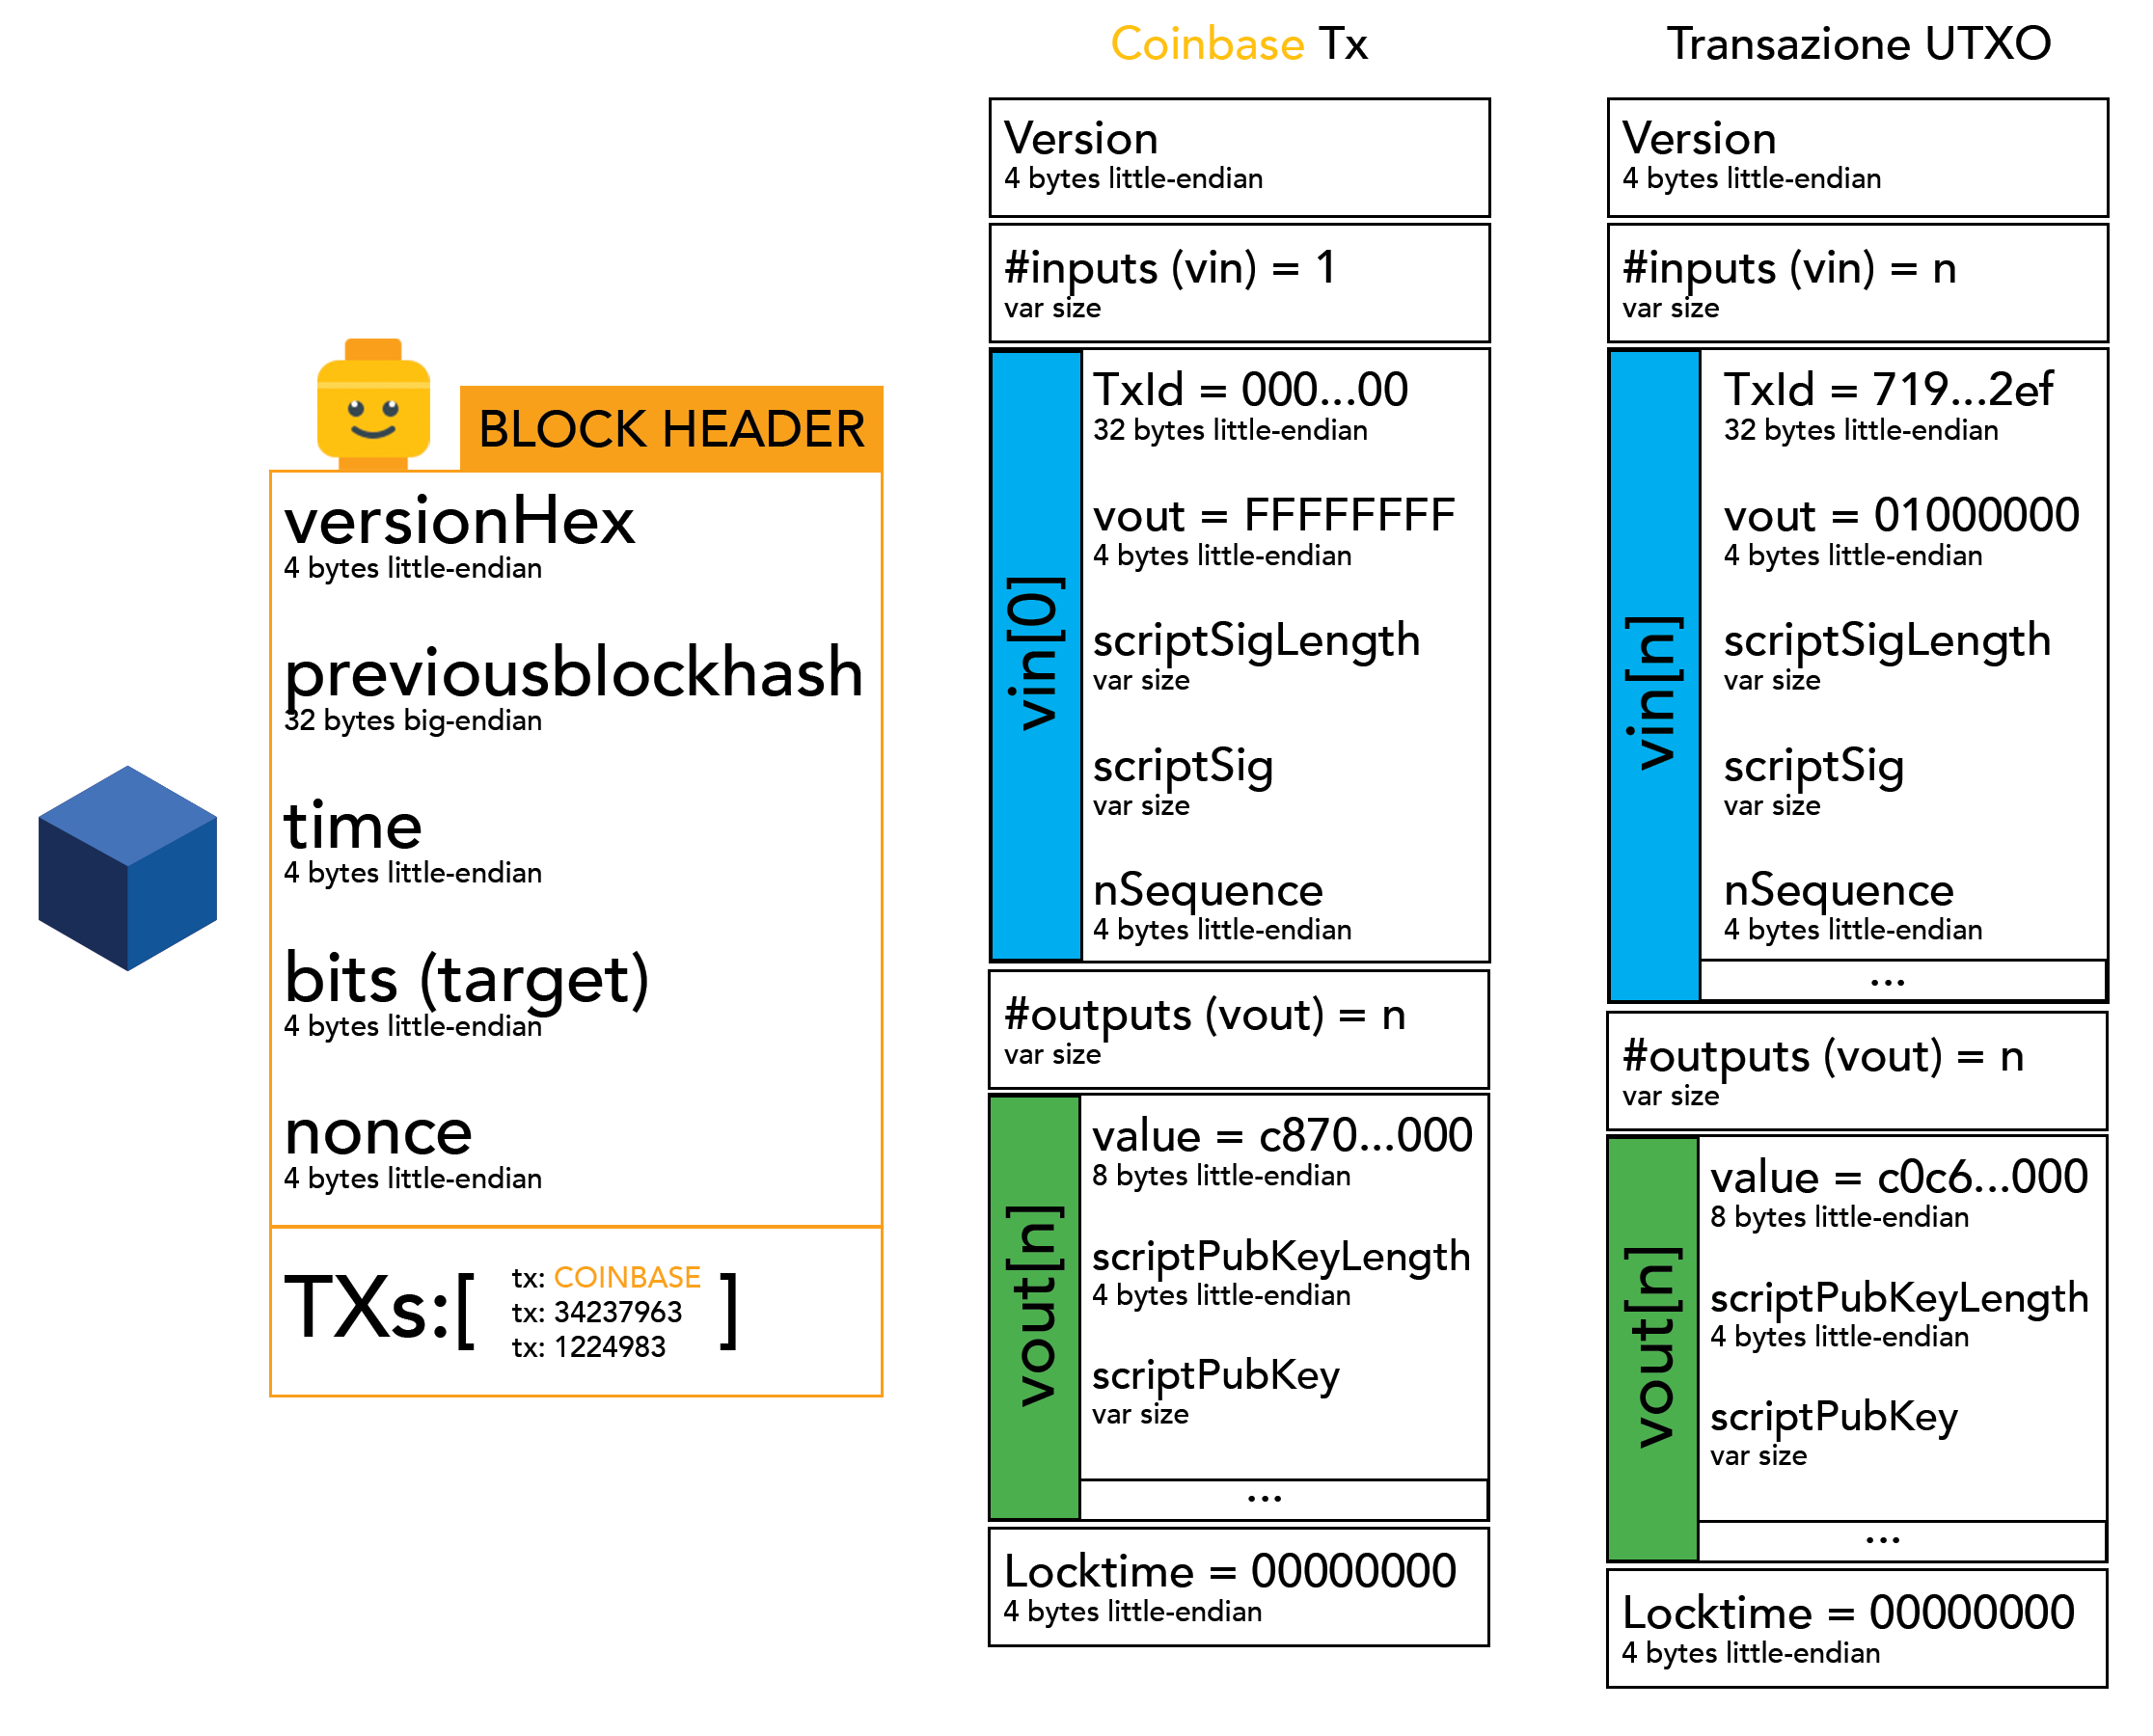 BLOCK HEADER
versionHex
4 bytes little-endian
previousblockhash
32 bytes big-endian
time
4 bytes little-endian
bits (target)
4 bytes little-endian
nonce
4 bytes little-endian
TXs:[ ]
tx: COINBASE
tx: 34237963
tx: 1224983
Coinbase Tx
Version
4 bytes little-endian
#inputs (vin) = 1
var size
vin[0]
TxId = 000...00
32 bytes little-endian
vout = FFFFFFFF
4 bytes little-endian
scriptSigLength
var size
scriptSig
var size
nSequence
4 bytes little-endian
#outputs (vout) = n
var size
vout[n]
value = c870...000
8 bytes little-endian
scriptPubKeyLength
4 bytes little-endian
scriptPubKey
var size
...
Locktime = 00000000
4 bytes little-endian
Transazione UTXO
Version
4 bytes little-endian
#inputs (vin) = n
var size
vin[n]
TxId = 719...2ef
32 bytes little-endian
vout = 01000000
4 bytes little-endian
scriptSigLength
var size
scriptSig
var size
nSequence
4 bytes little-endian
...
#outputs (vout) = n
var size
vout[n]
value = c0c6...000
8 bytes little-endian
scriptPubKeyLength
4 bytes little-endian
scriptPubKey
var size
...
Locktime = 00000000
4 bytes little-endian